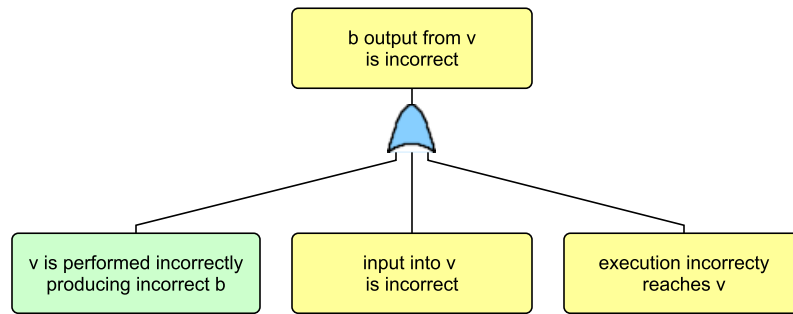 b output from v
is incorrect
v is performed incorrectly
producing incorrect b
input into v
is incorrect
execution incorrecty
reaches v